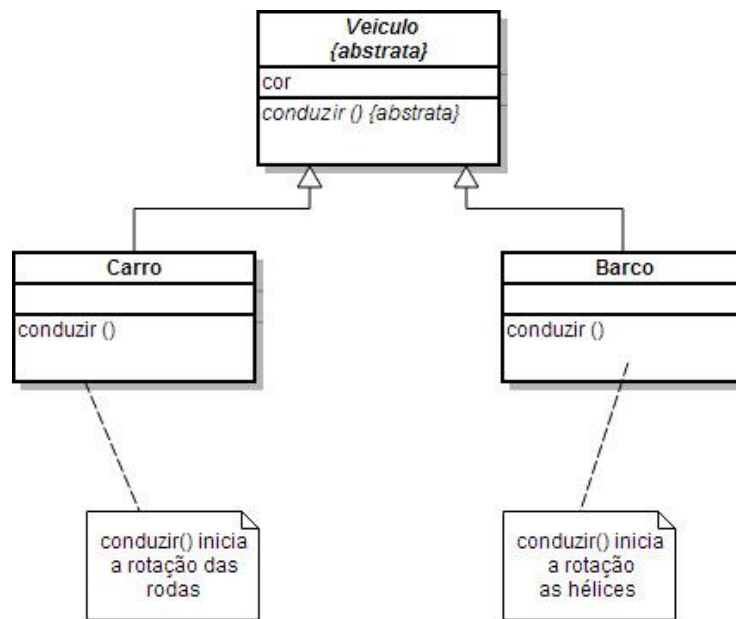 Veiculo
{abstrata}
cor
conduzir () {abstrata}
Carro
conduzir ()
Barco
conduzir ()
conduzir() inicia
a rotação das
rodas
conduzir() inicia
a rotação
as hélices